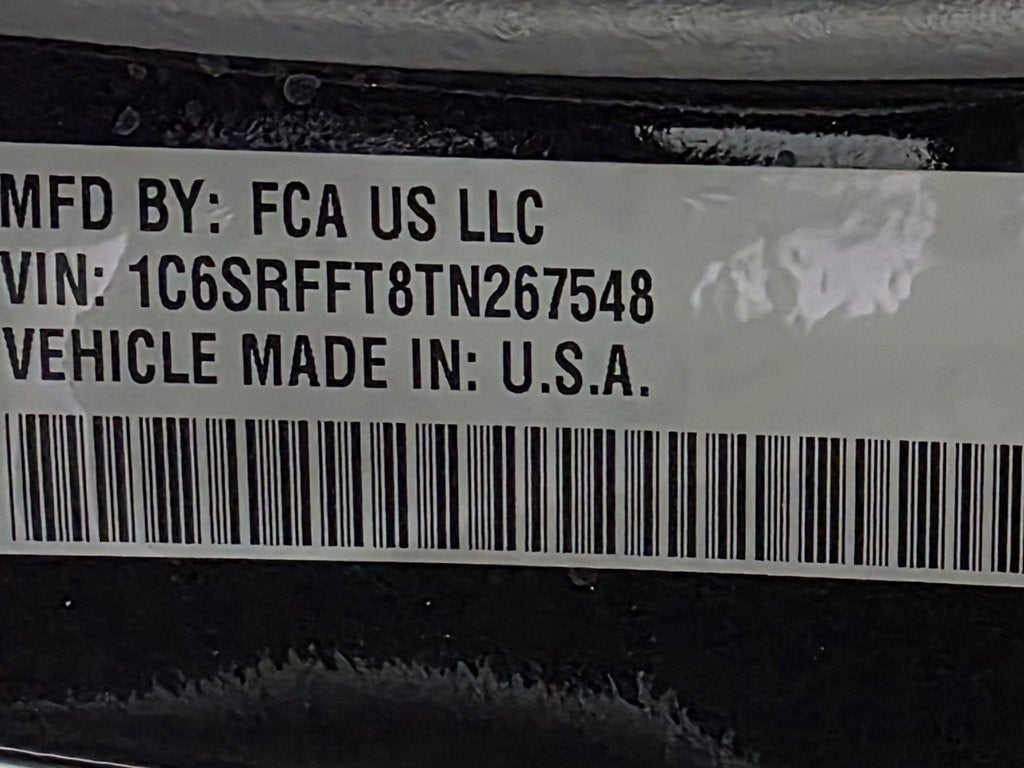 MFD BY: FCA US LLC
VIN: 1C6SRFFT8TN267548
VEHICLE MADE IN: U.S.A.